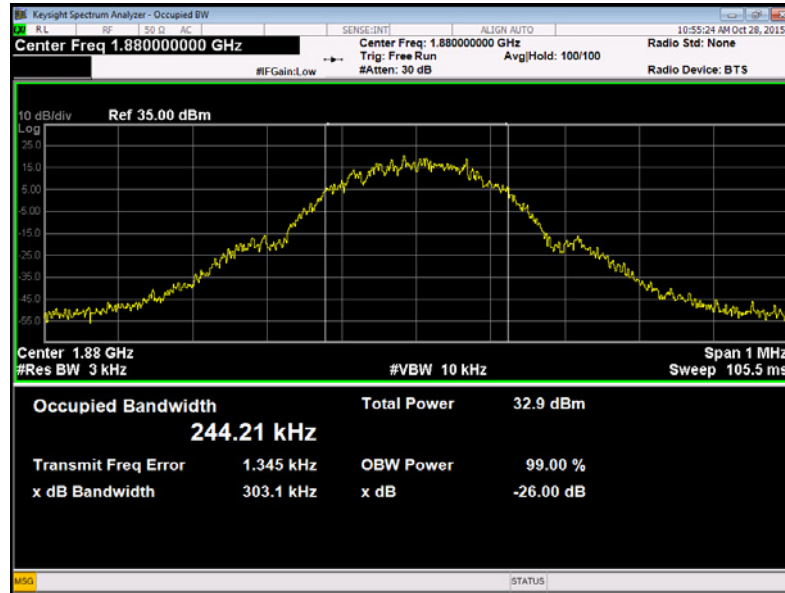 Keysight Spectrum Analyzer - Occupied BW
RL RF 50 Ω AC SENSE:INT ALIGN AUTO 10:55:24 AM Oct 28, 2015
Center Freq 1.880000000 GHz
Center Freq: 1.880000000 GHz Radio Std: None
Trig: Free Run Avg|Hold: 100/100
#IFGain:Low #Atten: 30 dB Radio Device: BTS
10 dB/div Ref 35.00 dBm
Log
25.0
15.0
5.00
-5.00
-15.0
-25.0
-35.0
-45.0
-55.0
Center 1.88 GHz Span 1 MHz
#Res BW 3 kHz #VBW 10 kHz Sweep 105.5 ms
Occupied Bandwidth Total Power 32.9 dBm
244.21 kHz
Transmit Freq Error 1.345 kHz OBW Power 99.00 %
x dB Bandwidth 303.1 kHz x dB -26.00 dB
MSG STATUS